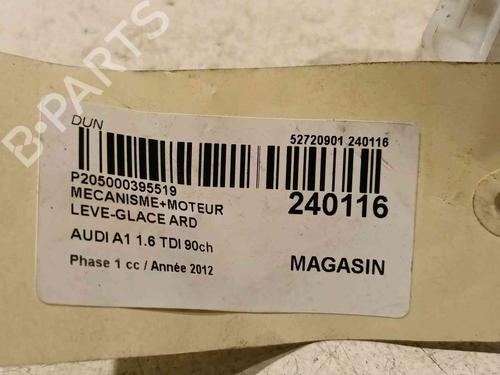 DUN
52720901 240116
P205000395519
MECANISME+MOTEUR
LEVE-GLACE ARD
240116
AUDI A1 1.6 TDI 90ch
Phase 1 cc / Année 2012
MAGASIN
B-PARTS